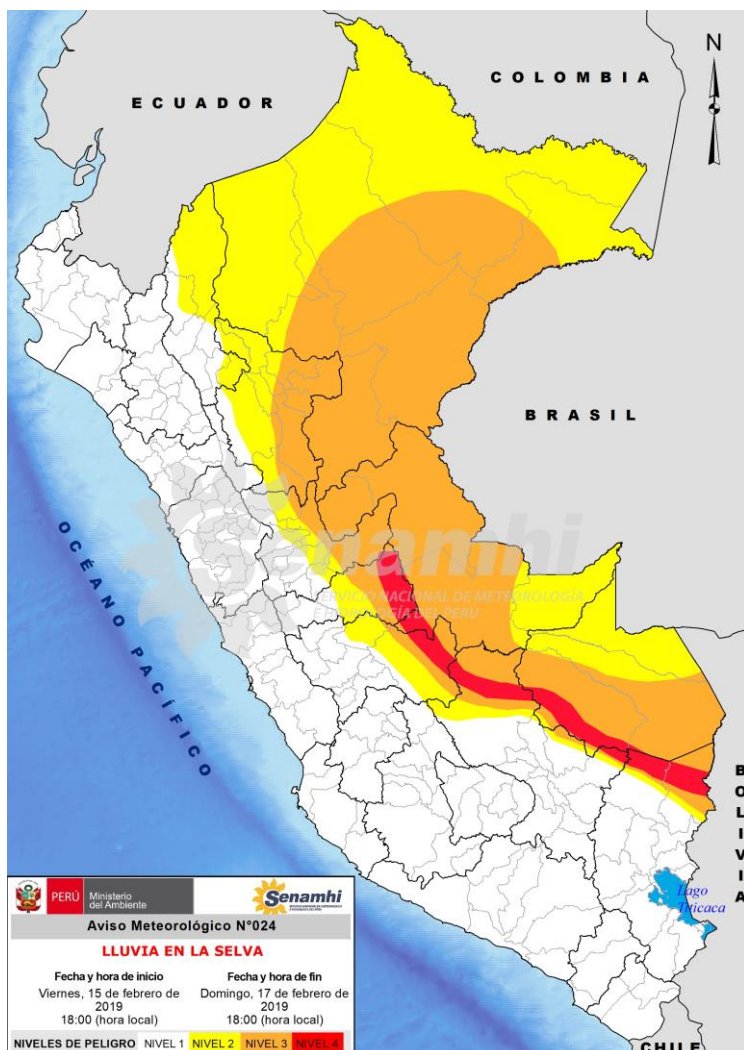 N
COLOMBIA
ECUADOR
BRASIL
Senamhi
SERVICIO NACIONAL DE METEOROLOGÍA
E HIDROLOGÍA DEL PERÚ
OCÉANO PACÍFICO
BOLIVIA
Lago
Titicaca
PERÚ
Ministerio
del Ambiente
Senamhi
Aviso Meteorológico N°024
LLUVIA EN LA SELVA
Fecha y hora de inicio
Viernes, 15 de febrero de
2019
18:00 (hora local)
Fecha y hora de fin
Domingo, 17 de febrero de
2019
18:00 (hora local)
NIVELES DE PELIGRO NIVEL 1 NIVEL 2 NIVEL 3 NIVEL 4
CHILE